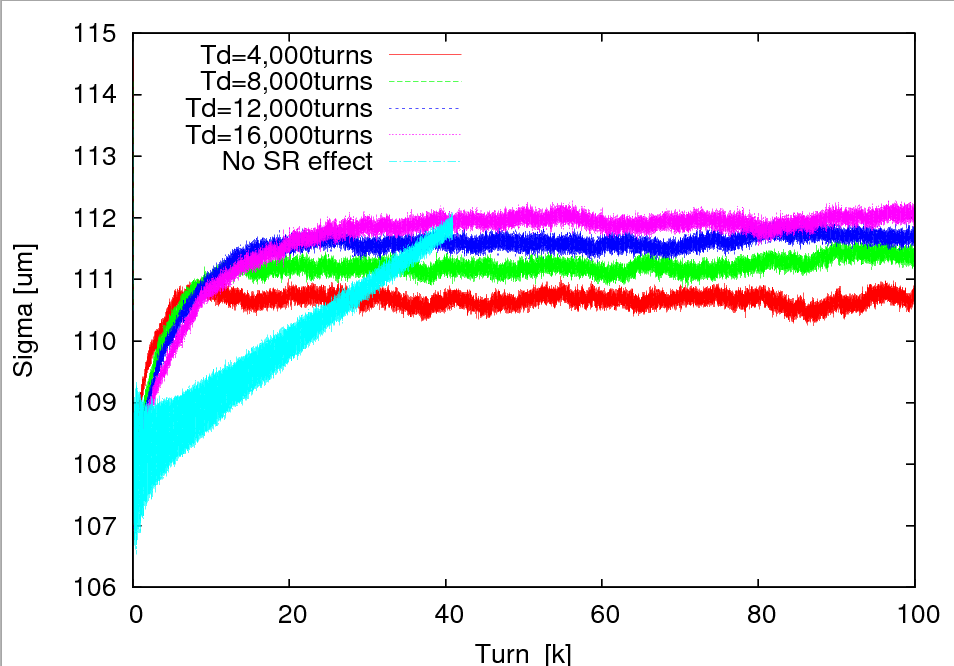 115
114
113
112
111
110
109
108
107
106
Sigma [um]
Td=4,000turns
Td=8,000turns
Td=12,000turns
Td=16,000turns
No SR effect
0 20 40 60 80 100
Turn [k]